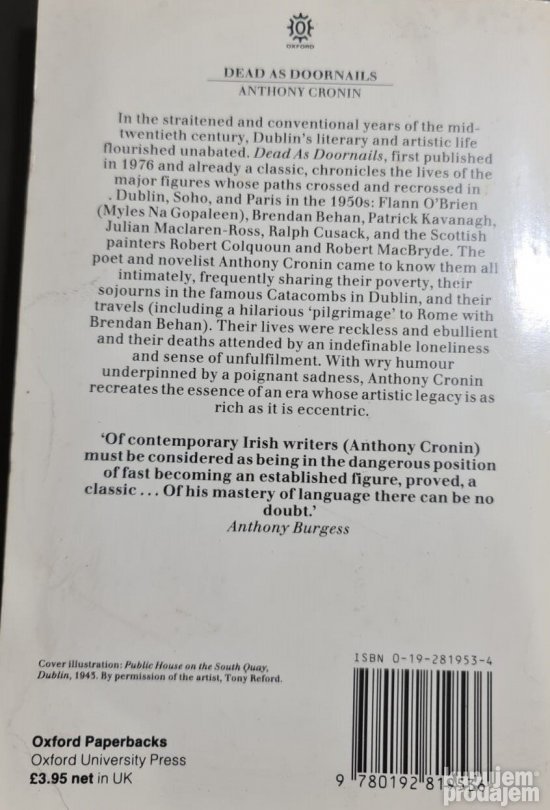 OXFORD
DEAD AS DOORNAILS
ANTHONY CRONIN
In the straitened and conventional years of the mid-
twentieth century, Dublin's literary and artistic life
flourished unabated. Dead As Doornails, first published
in 1976 and already a classic, chronicles the lives of the
major figures whose paths crossed and recrossed in
Dublin, Soho, and Paris in the 1950s: Flann O'Brien
(Myles Na Gopaleen), Brendan Behan, Patrick Kavanagh,
Julian Maclaren-Ross, Ralph Cusack, and the Scottish
painters Robert Colquoun and Robert MacBryde. The
poet and novelist Anthony Cronin came to know them all
intimately, frequently sharing their poverty, their
sojourns in the famous Catacombs in Dublin, and their
travels (including a hilarious 'pilgrimage' to Rome with
Brendan Behan). Their lives were reckless and ebullient
and their deaths attended by an indefinable loneliness
and sense of unfulfilment. With wry humour
underpinned by a poignant sadness, Anthony Cronin
recreates the essence of an era whose artistic legacy is as
rich as it is eccentric.
'Of contemporary Irish writers (Anthony Cronin)
must be considered as being in the dangerous position
of fast becoming an established figure, proved, a
classic... Of his mastery of language there can be no
doubt.'
Anthony Burgess
Cover illustration: Public House on the South Quay,
Dublin, 1945. By permission of the artist, Tony Reford.
Oxford Paperbacks
Oxford University Press
£3.95 net in UK
ISBN 0-19-281953-4
9 780192 819536
kupujem
prodajem